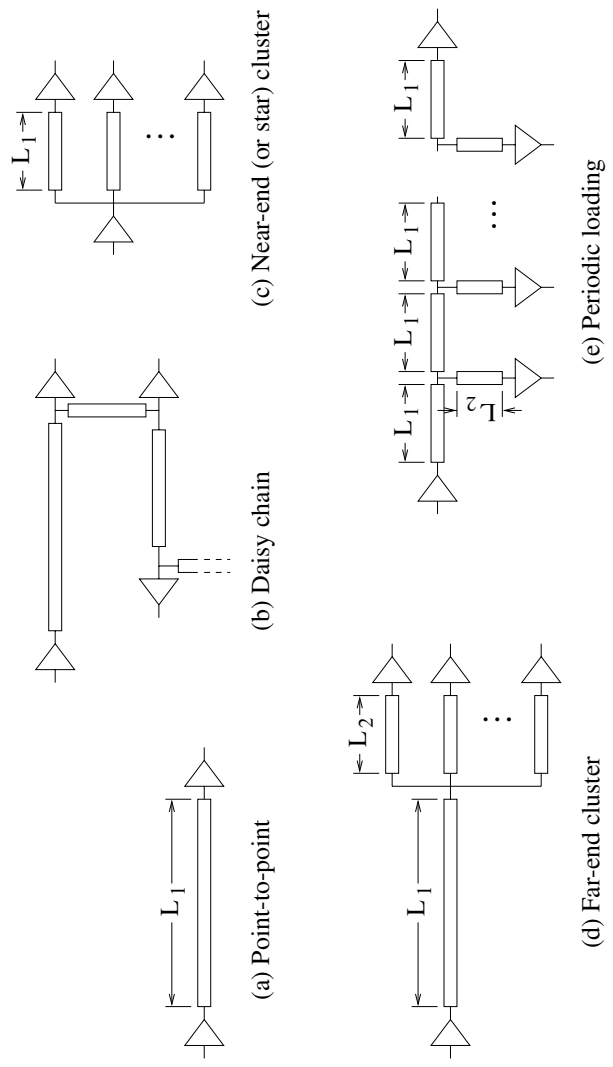 L1
(a) Point-to-point
(b) Daisy chain
L1
...
(c) Near-end (or star) cluster
L1
L2
...
(d) Far-end cluster
L1
L1
L1
...
L1
L2
(e) Periodic loading